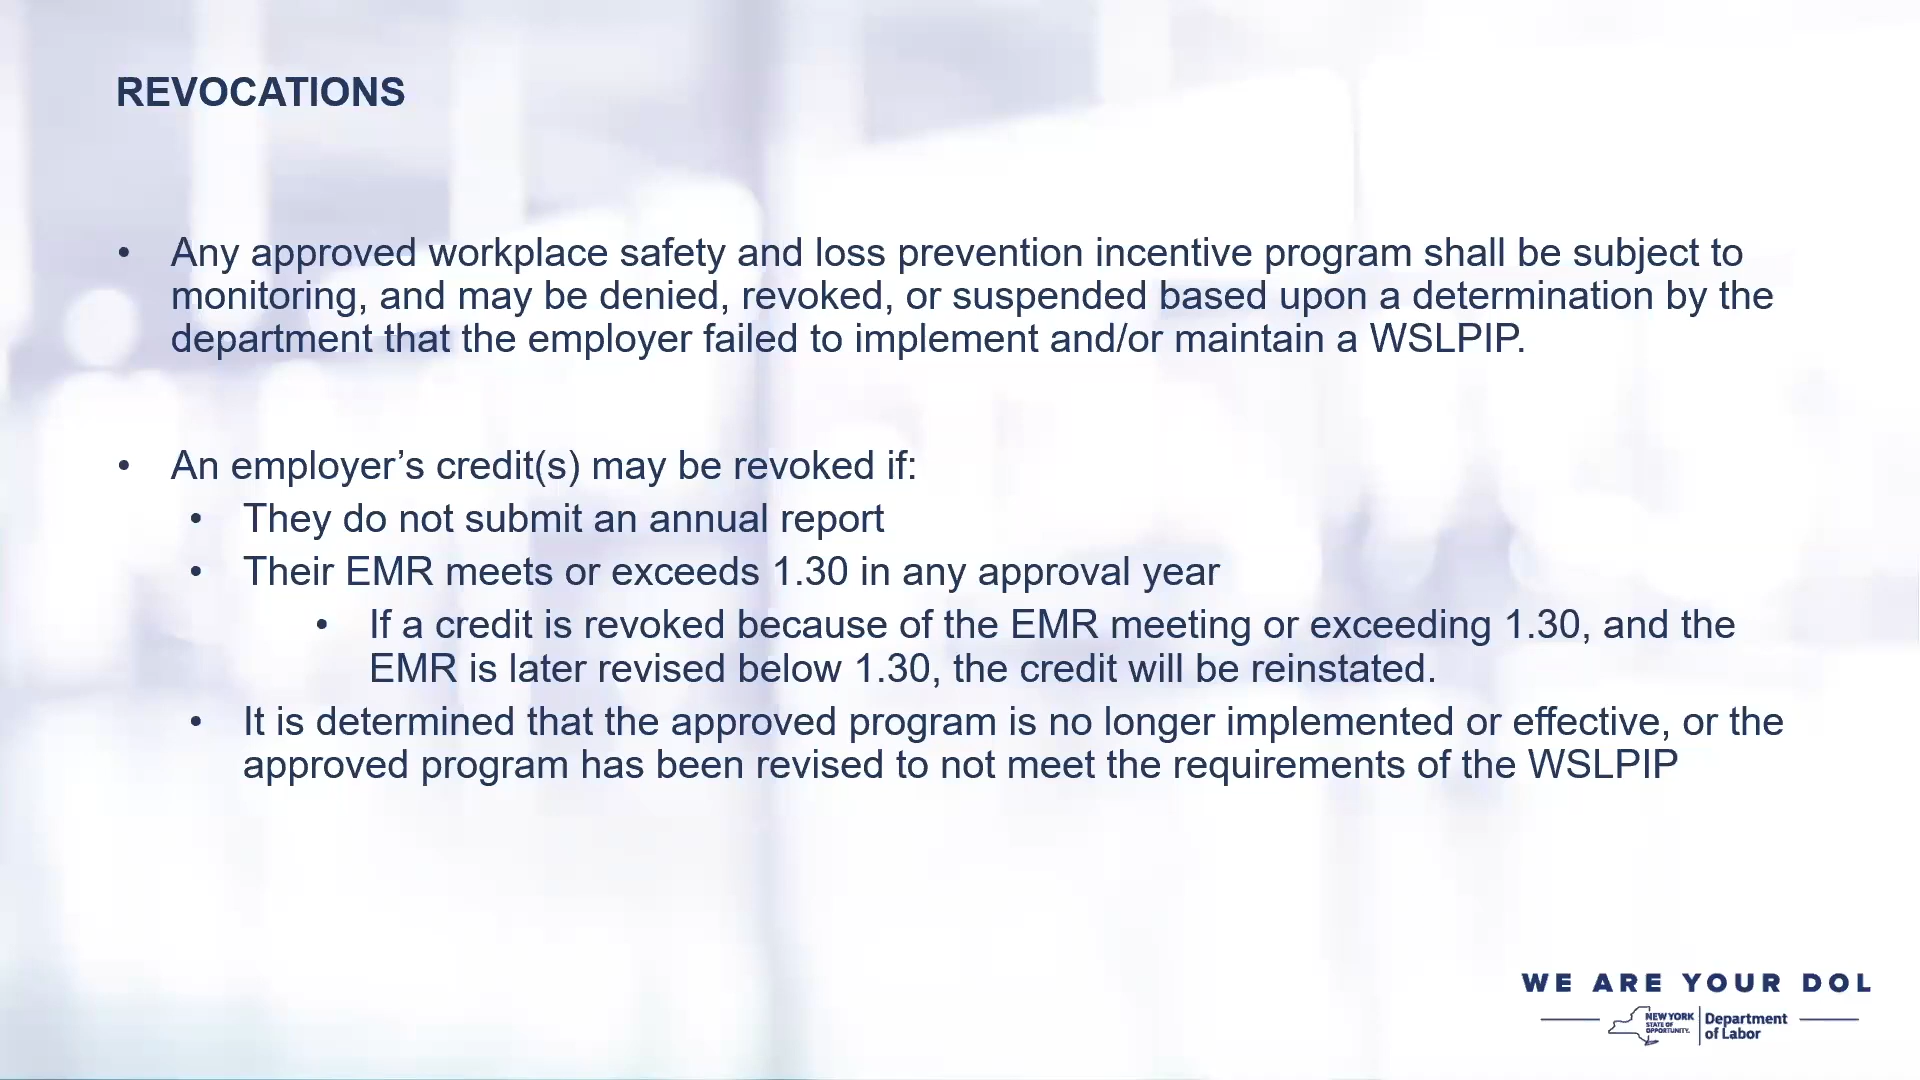 REVOCATIONS
• Any approved workplace safety and loss prevention incentive program shall be subject to
monitoring, and may be denied, revoked, or suspended based upon a determination by the
department that the employer failed to implement and/or maintain a WSLPIP.
• An employer’s credit(s) may be revoked if:
• They do not submit an annual report
• Their EMR meets or exceeds 1.30 in any approval year
• If a credit is revoked because of the EMR meeting or exceeding 1.30, and the
EMR is later revised below 1.30, the credit will be reinstated.
• It is determined that the approved program is no longer implemented or effective, or the
approved program has been revised to not meet the requirements of the WSLPIP
WE ARE YOUR DOL
NEW YORK
STATE OF
OPPORTUNITY.
Department
of Labor